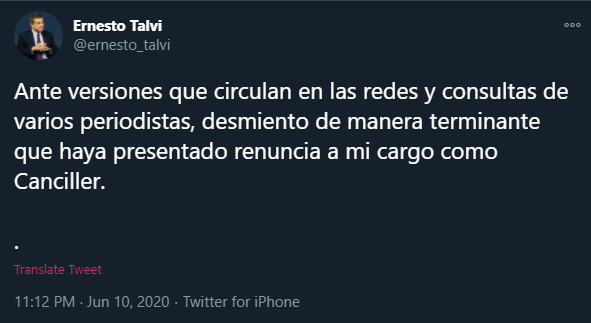 Ernesto Talvi
@ernesto_talvi
Ante versiones que circulan en las redes y consultas de
varios periodistas, desmiento de manera terminante
que haya presentado renuncia a mi cargo como
Canciller.
.
Translate Tweet
11:12 PM · Jun 10, 2020 · Twitter for iPhone